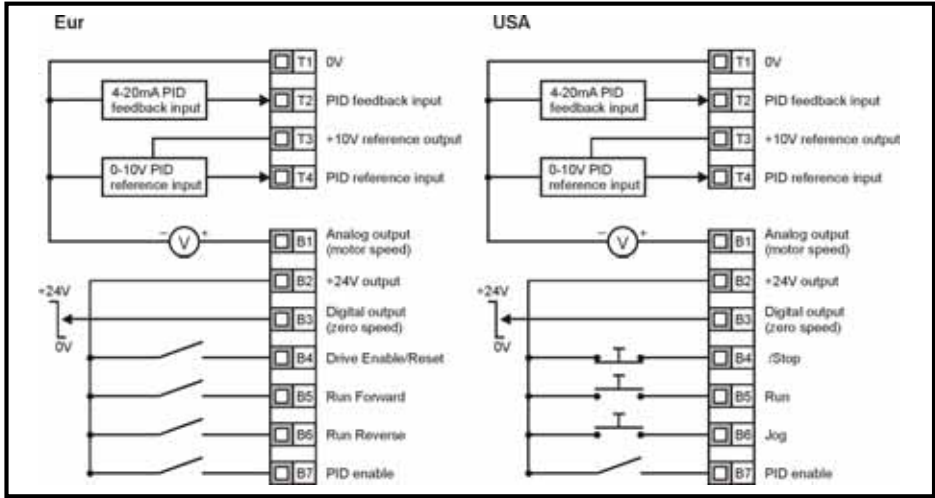 Eur
T1 0V
4-20mA PID
feedback input
T2 PID feedback input
T3 +10V reference output
0-10V PID
reference input
T4 PID reference input
− V +
B1 Analog output
(motor speed)
B2 +24V output
+24V
0V
B3 Digital output
(zero speed)
B4 Drive Enable/Reset
B5 Run Forward
B6 Run Reverse
B7 PID enable
USA
T1 0V
4-20mA PID
feedback input
T2 PID feedback input
T3 +10V reference output
0-10V PID
reference input
T4 PID reference input
− V +
B1 Analog output
(motor speed)
B2 +24V output
+24V
0V
B3 Digital output
(zero speed)
B4 /Stop
B5 Run
B6 Jog
B7 PID enable